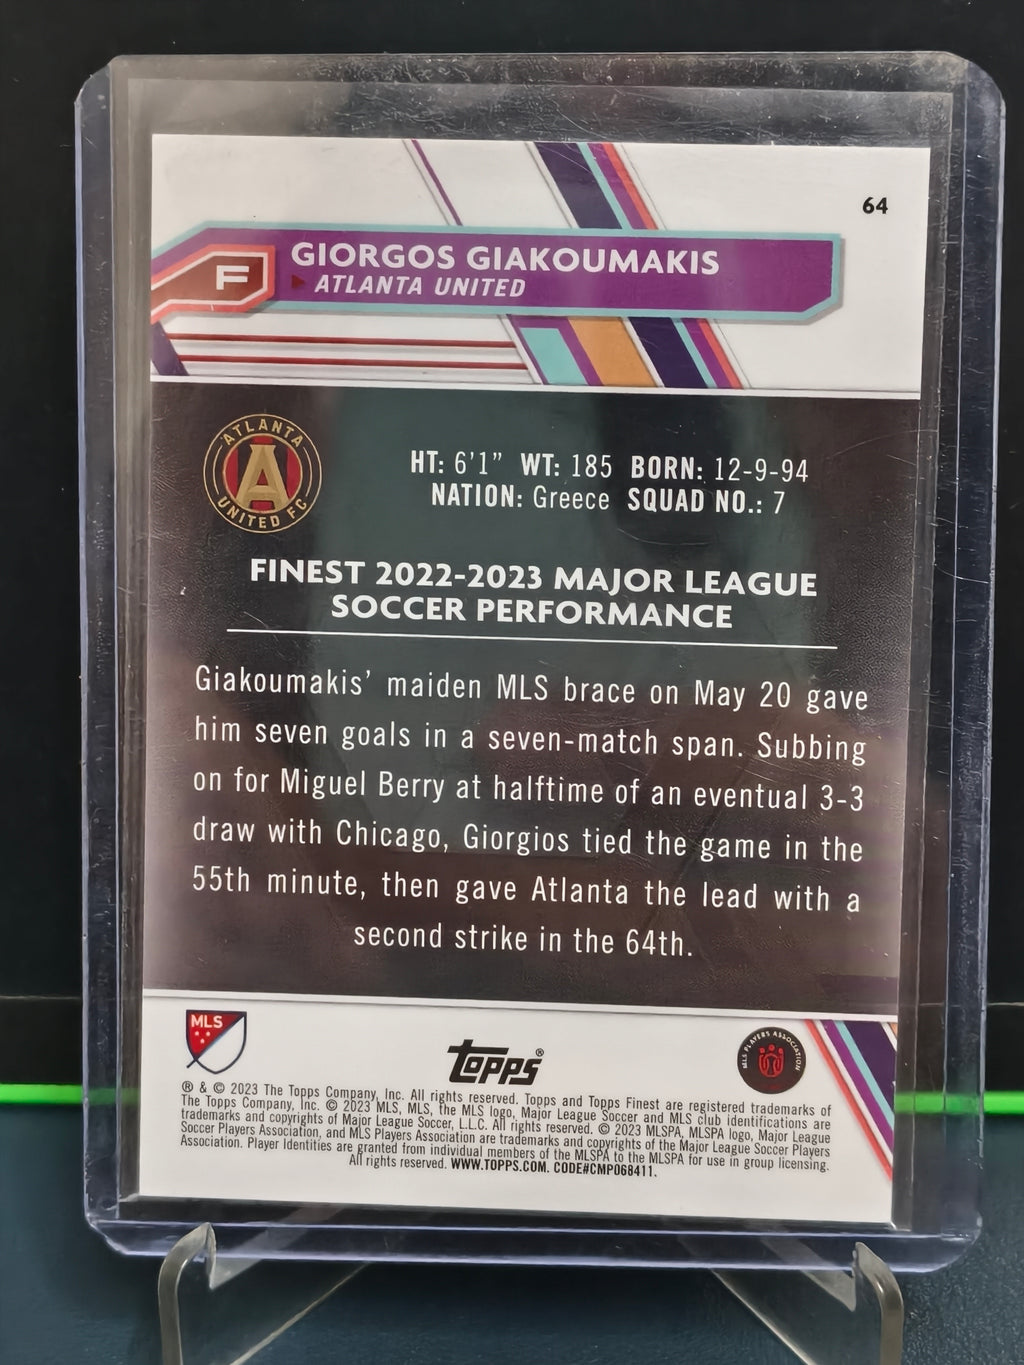 64
GIORGOS GIAKOUMAKIS
F
ATLANTA UNITED
ATLANTA
A
UNITED FC
HT: 6'1” WT: 185 BORN: 12-9-94
NATION: Greece SQUAD NO.: 7
FINEST 2022-2023 MAJOR LEAGUE
SOCCER PERFORMANCE
Giakoumakis’ maiden MLS brace on May 20 gave
him seven goals in a seven-match span. Subbing
on for Miguel Berry at halftime of an eventual 3-3
draw with Chicago, Giorgios tied the game in the
55th minute, then gave Atlanta the lead with a
second strike in the 64th.
MLS
topps®
MLS PLAYERS ASSOCIATION
® & © 2023 The Topps Company, Inc. All rights reserved. Topps and Topps Finest are registered trademarks of
The Topps Company, Inc. © 2023 MLS, MLS, the MLS logo, Major League Soccer and MLS club identifications are
trademarks and copyrights of Major League Soccer, L.L.C. All rights reserved. © 2023 MLSPA, MLSPA logo, Major League
Soccer Players Association, and MLS Players Association are trademarks and copyrights of the Major League Soccer Players
Association. Player Identities are granted from individual members of the MLSPA to the MLSPA for use in group licensing.
All rights reserved. WWW.TOPPS.COM. CODE#CMP068411.